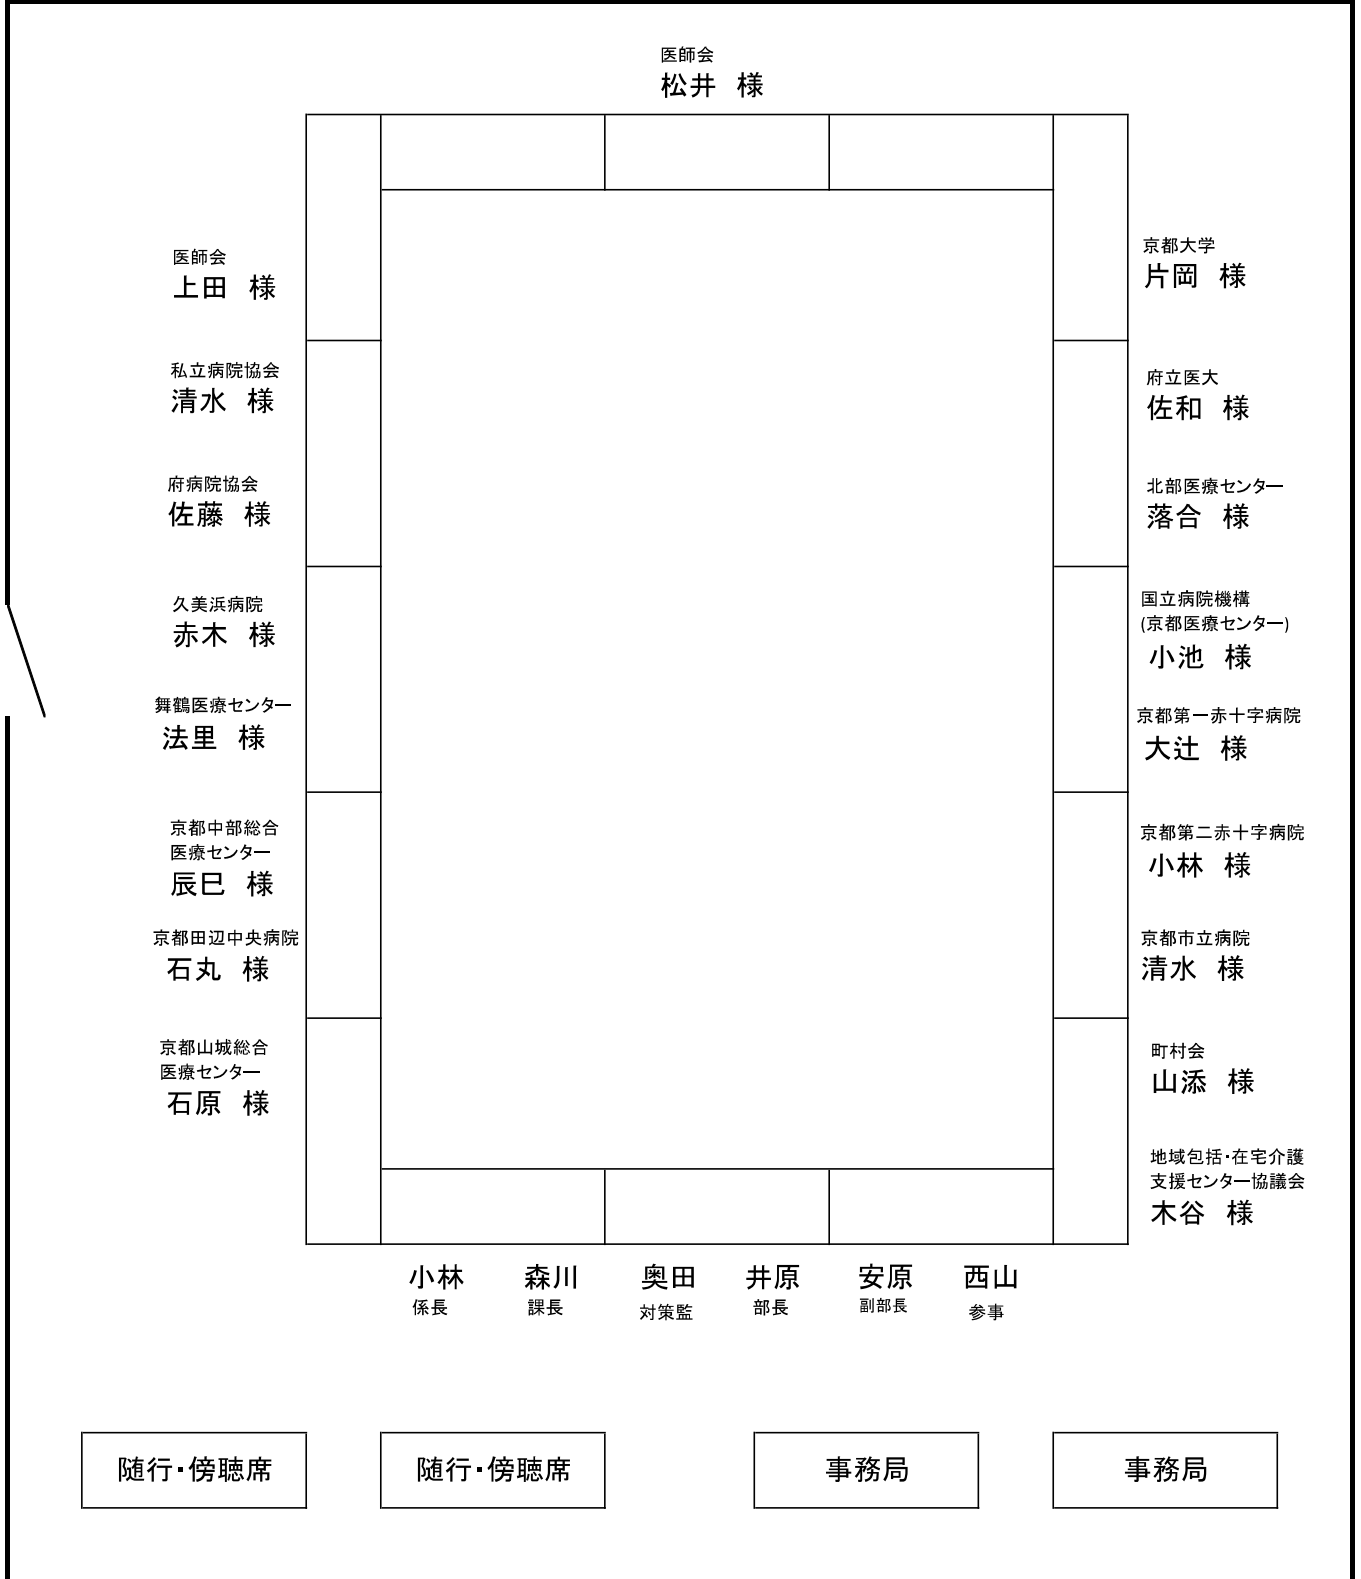 医師会
松井 様
医師会
上田 様
私立病院協会
清水 様
府病院協会
佐藤 様
久美浜病院
赤木 様
舞鶴医療センター
法里 様
京都中部総合
医療センター
辰巳 様
京都田辺中央病院
石丸 様
京都山城総合
医療センター
石原 様
京都大学
片岡 様
府立医大
佐和 様
北部医療センター
落合 様
国立病院機構
(京都医療センター)
小池 様
京都第一赤十字病院
大辻 様
京都第二赤十字病院
小林 様
京都市立病院
清水 様
町村会
山添 様
地域包括・在宅介護
支援センター協議会
木谷 様
小林 森川 奥田 井原 安原 西山
係長 課長 対策監 部長 副部長 参事
随行・傍聴席 随行・傍聴席 事務局 事務局